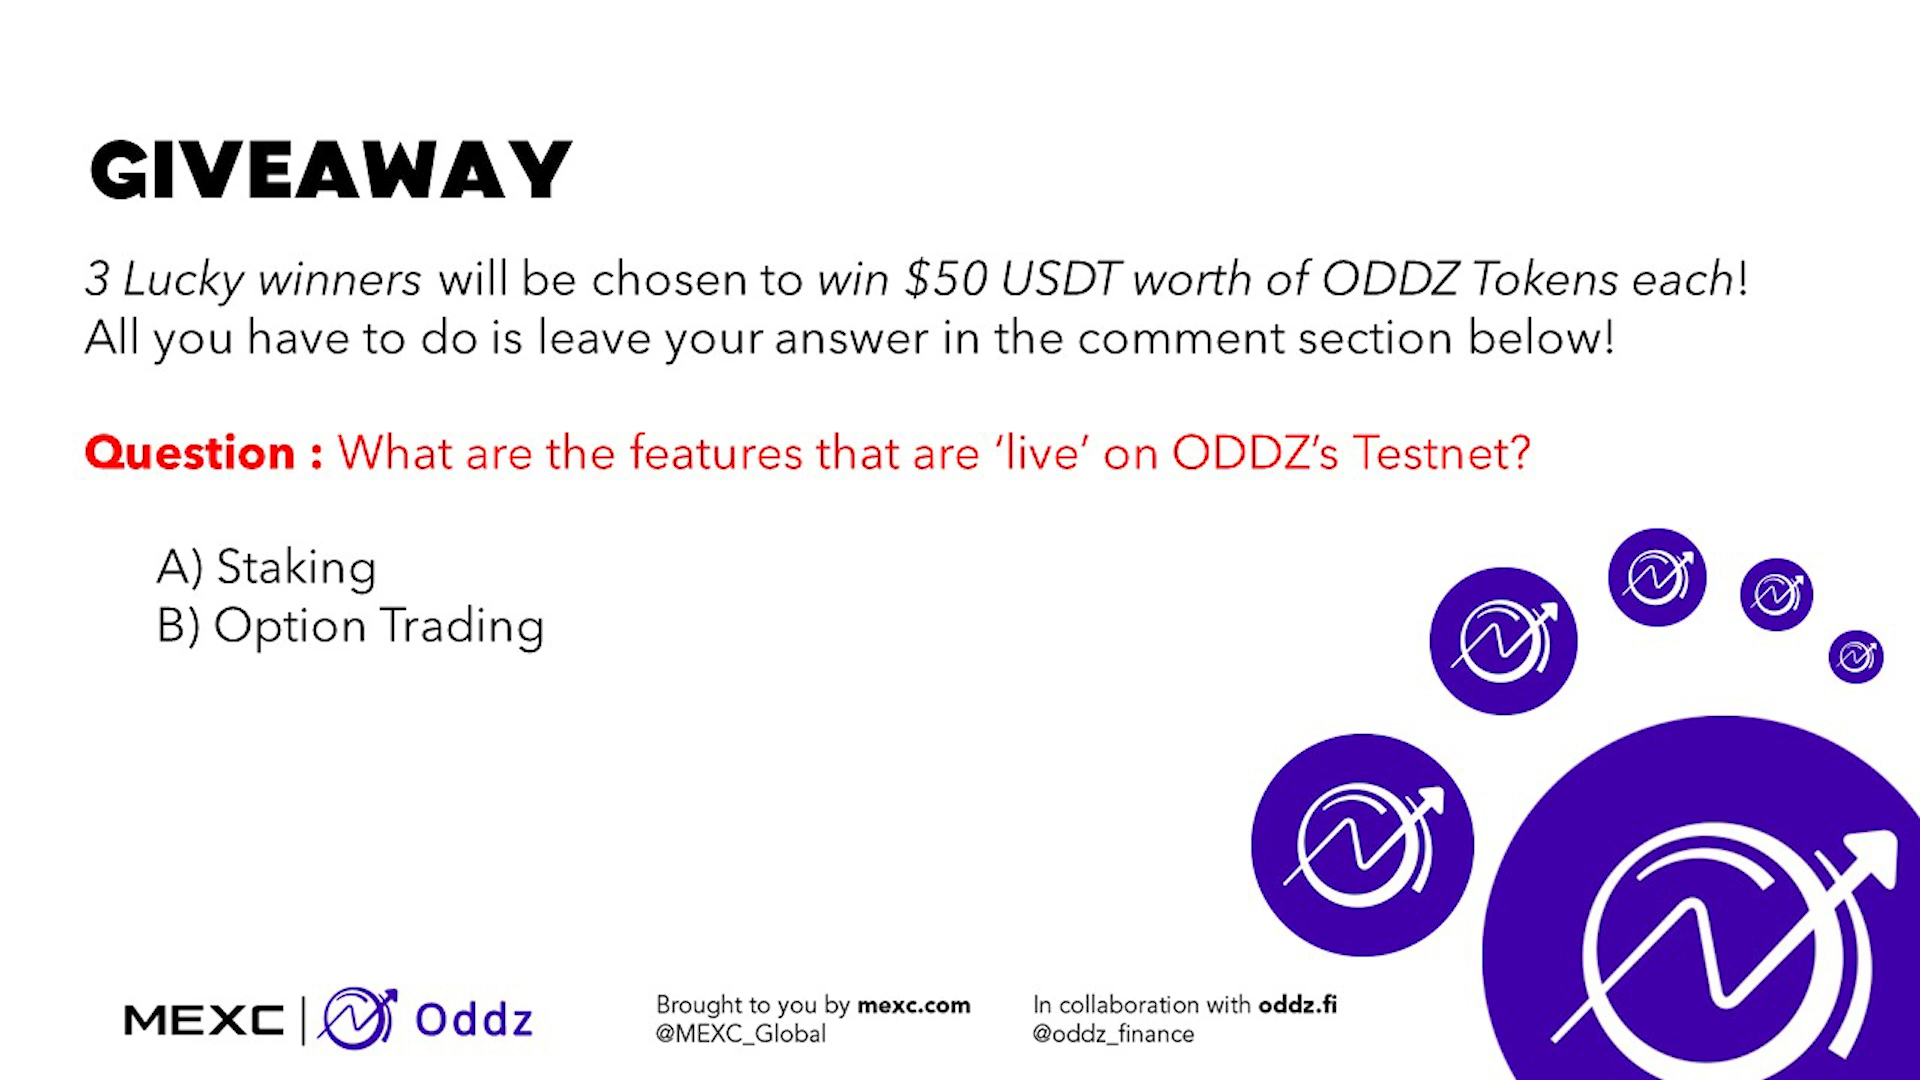 GIVEAWAY
3 Lucky winners will be chosen to win $50 USDT worth of ODDZ Tokens each!
All you have to do is leave your answer in the comment section below!
Question : What are the features that are ‘live’ on ODDZ’s Testnet?
A) Staking
B) Option Trading
MEXC | Oddz
Brought to you by mexc.com
@MEXC_Global
In collaboration with oddz.fi
@oddz_finance